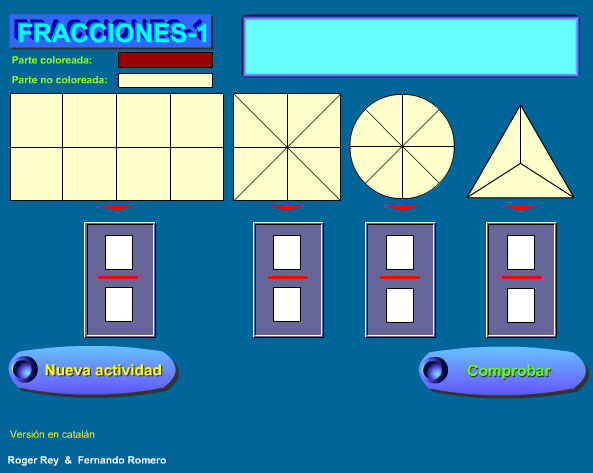 FRACCIONES-1
Parte coloreada:
Parte no coloreada:
Nueva actividad
Comprobar
Versión en catalán
Roger Rey & Fernando Romero